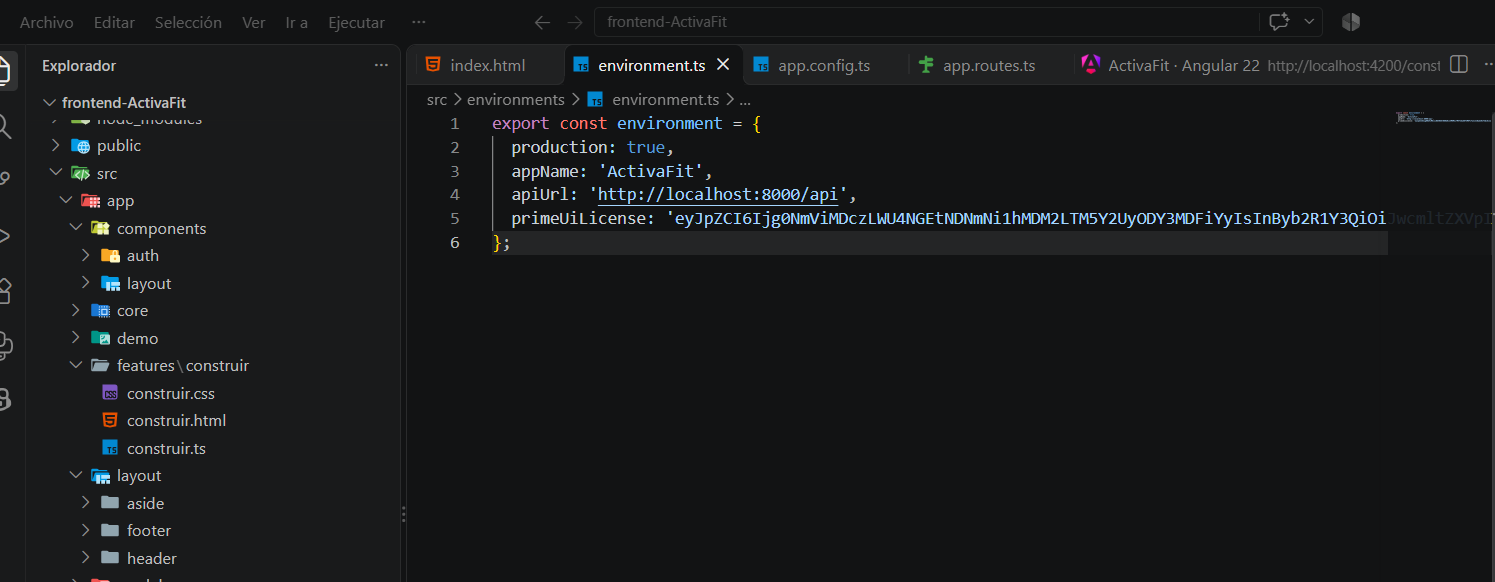 Archivo Editar Selección Ver Ir a Ejecutar ... frontend-ActivaFit
Explorador ...
frontend-ActivaFit
node_modules
public
src
app
components
auth
layout
core
demo
features\construir
construir.css
construir.html
construir.ts
layout
aside
footer
header
index.html environment.ts app.config.ts app.routes.ts ActivaFit · Angular 22 http://localhost:4200/const
src > environments > environment.ts > ...
1 export const environment = {
2 production: true,
3 appName: 'ActivaFit',
4 apiUrl: 'http://localhost:8000/api',
5 primeUiLicense: 'eyJpZCI6Ijg0NmViMDczLWU4NGEtNDNmNi1hMDM2LTM5Y2UyODY3MDFiYyIsInByb2R1Y3QiOiJwcmltZXVpI
6 };